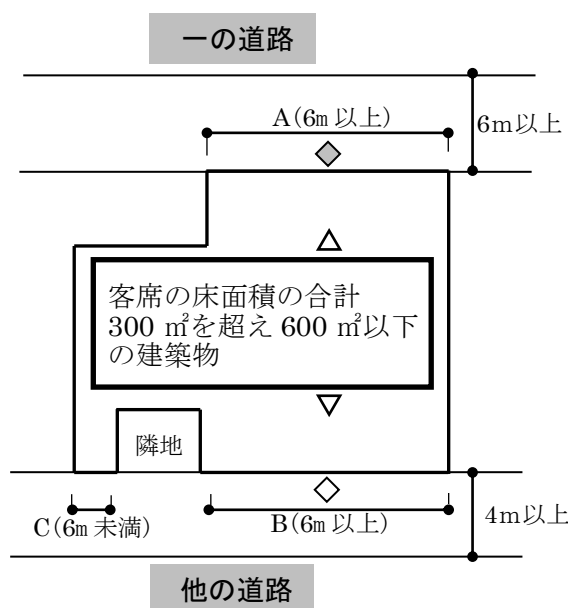 一の道路
A(6m 以上)
6m以上
客席の床面積の合計
300 ㎡を超え 600 ㎡以下
の建築物
隣地
C(6m 未満)
B(6m 以上)
4m以上
他の道路